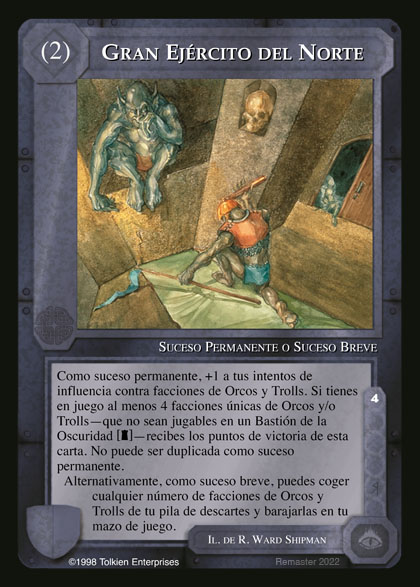 (2)
GRAN EJÉRCITO DEL NORTE
SUCESO PERMANENTE O SUCESO BREVE
Como suceso permanente, +1 a tus intentos de
influencia contra facciones de Orcos y Trolls. Si tienes
en juego al menos 4 facciones únicas de Orcos y/o
Trolls—que no sean jugables en un Bastión de la
Oscuridad []—recibes los puntos de victoria de esta
carta. No puede ser duplicada como suceso
permanente.
Alternativamente, como suceso breve, puedes coger
cualquier número de facciones de Orcos y
Trolls de tu pila de descartes y barajarlas en tu
mazo de juego.
4
IL. DE R. WARD SHIPMAN
©1998 Tolkien Enterprises
Remaster 2022